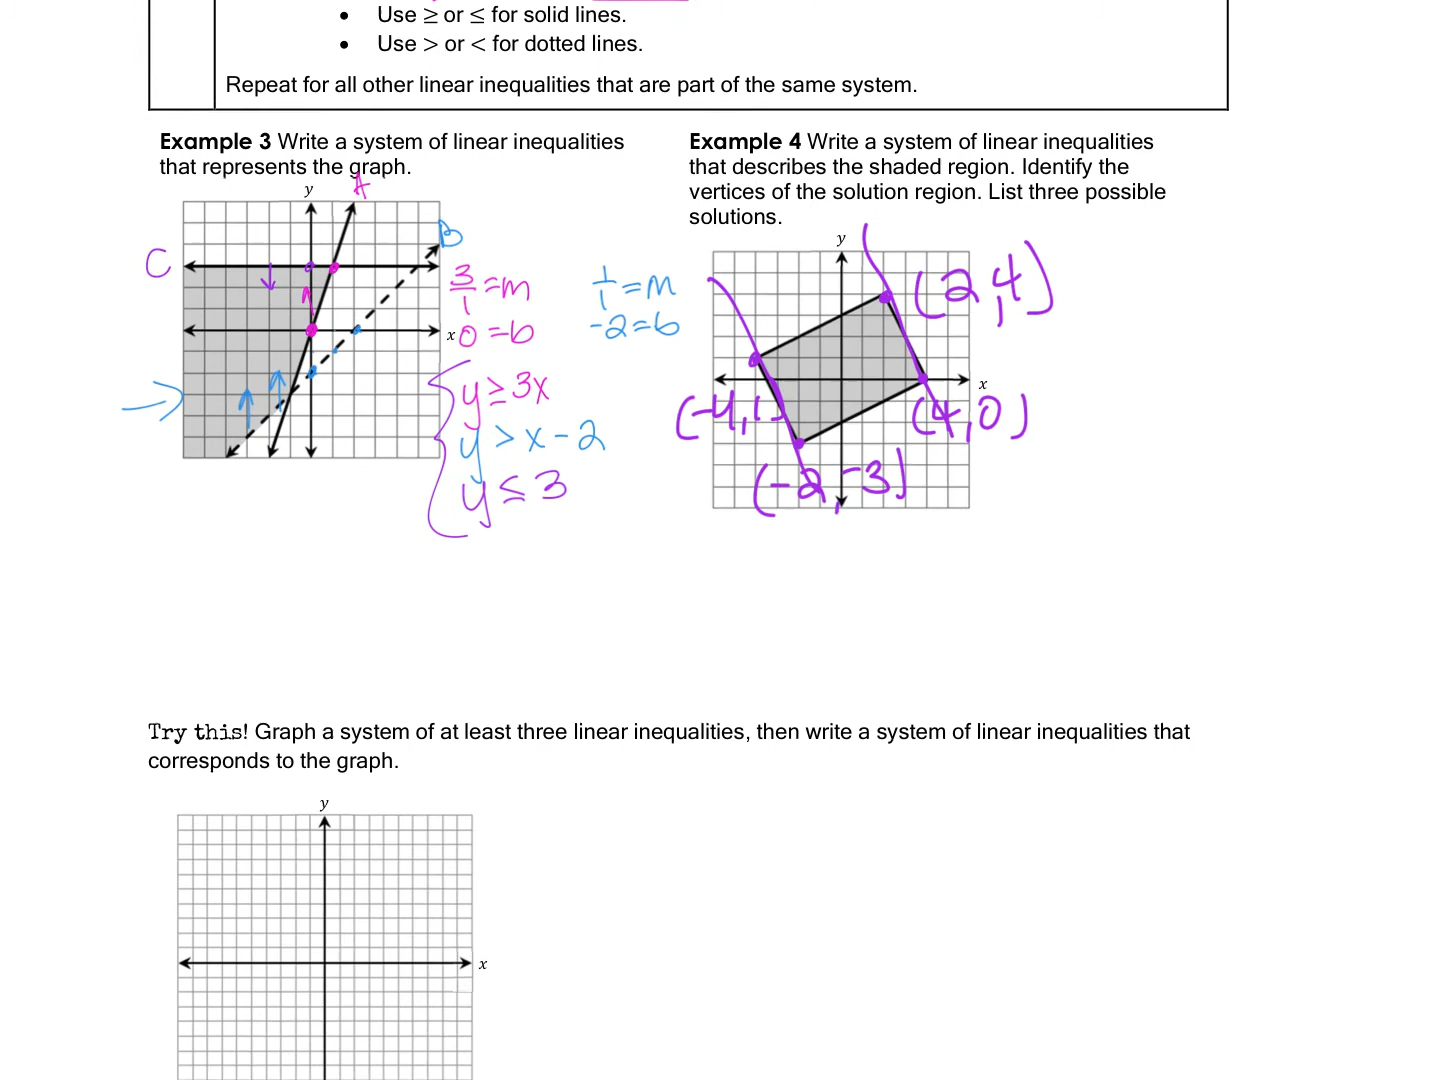 • Use ≥ or ≤ for solid lines.
• Use > or < for dotted lines.
Repeat for all other linear inequalities that are part of the same system.
Example 3 Write a system of linear inequalities
that represents the graph.
y
A
B
C
x
3/1 = m
0 = b
1/1 = m
-2 = b
y ≥ 3x
y > x - 2
y ≤ 3
Example 4 Write a system of linear inequalities
that describes the shaded region. Identify the
vertices of the solution region. List three possible
solutions.
y
(2,4)
x
(-4,1)
(4,0)
(-2,-3)
Try this! Graph a system of at least three linear inequalities, then write a system of linear inequalities that
corresponds to the graph.
y
x